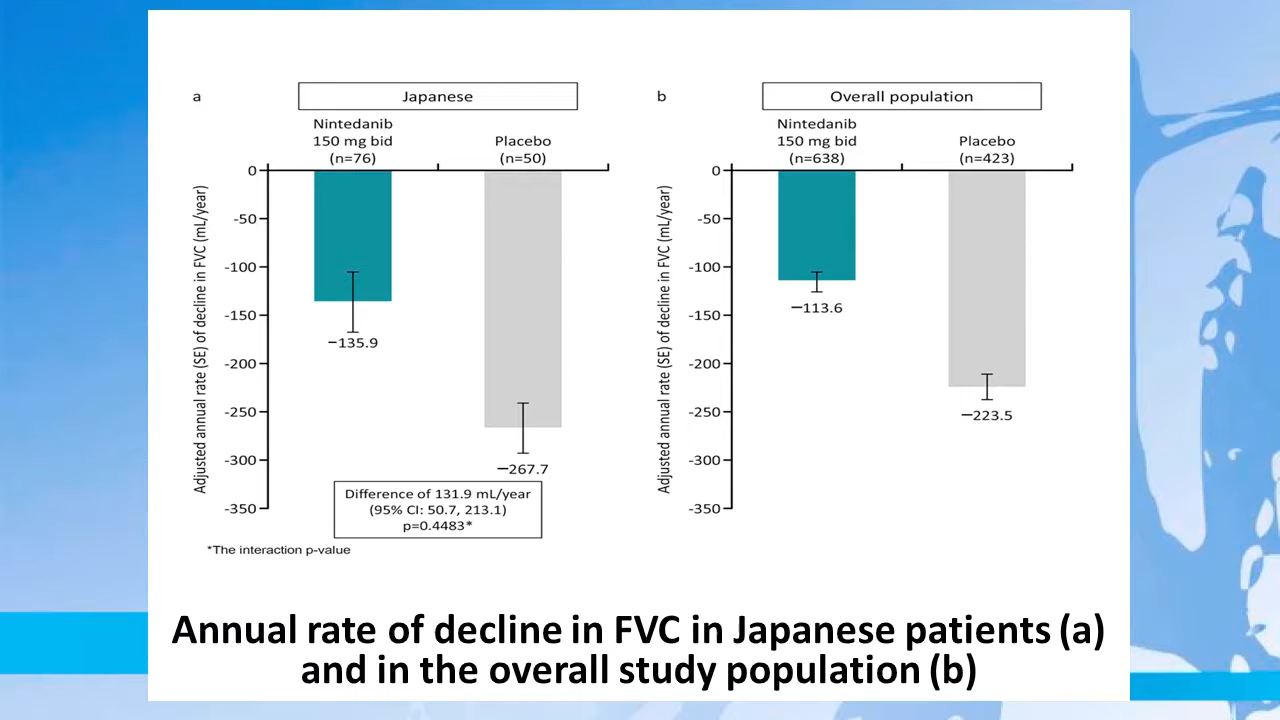 a
Japanese
Nintedanib
150 mg bid
(n=76)
Placebo
(n=50)
Adjusted annual rate (SE) of decline in FVC (mL/year)
0
-50
-100
-150
-200
-250
-300
-350
−135.9
−267.7
Difference of 131.9 mL/year
(95% CI: 50.7, 213.1)
p=0.4483*
*The interaction p-value
b
Overall population
Nintedanib
150 mg bid
(n=638)
Placebo
(n=423)
Adjusted annual rate (SE) of decline in FVC (mL/year)
0
-50
-100
-150
-200
-250
-300
-350
−113.6
−223.5
Annual rate of decline in FVC in Japanese patients (a)
and in the overall study population (b)